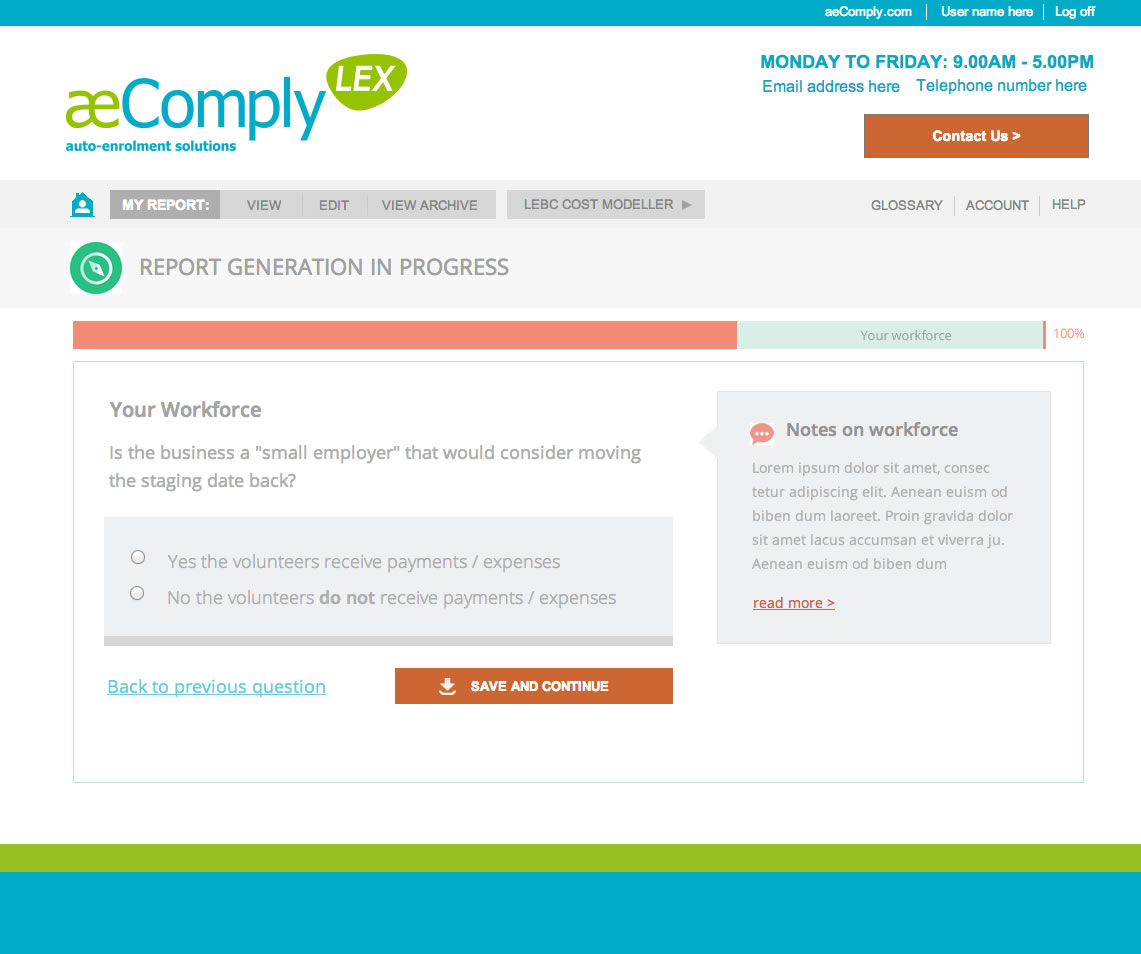 aeComply.com
User name here
Log off
æComply LEX
auto-enrolment solutions
MONDAY TO FRIDAY: 9.00AM - 5.00PM
Email address here
Telephone number here
Contact Us >
MY REPORT:
VIEW
EDIT
VIEW ARCHIVE
LEBC COST MODELLER
GLOSSARY
ACCOUNT
HELP
REPORT GENERATION IN PROGRESS
Your workforce
100%
Your Workforce
Is the business a "small employer" that would consider moving
the staging date back?
Yes the volunteers receive payments / expenses
No the volunteers do not receive payments / expenses
Back to previous question
SAVE AND CONTINUE
Notes on workforce
Lorem ipsum dolor sit amet, consec
tetur adipiscing elit. Aenean euism od
biben dum laoreet. Proin gravida dolor
sit amet lacus accumsan et viverra ju.
Aenean euism od biben dum
read more >